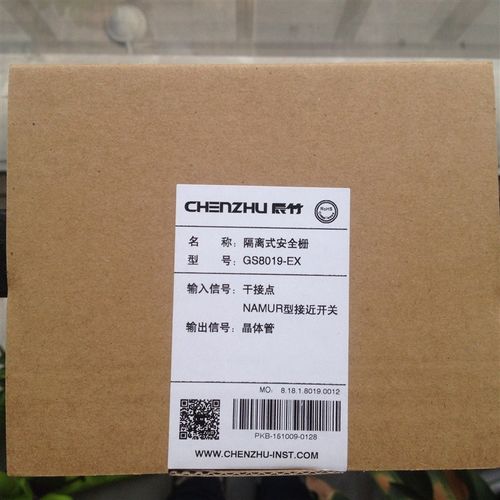 CHENZHU 辰竹 RoHS
名 称: 隔离式安全栅
型 号: GS8019-EX
输入信号: 干接点
NAMUR型接近开关
输出信号: 晶体管
MO: 8.18.1.8019.0012
PKB-151009-0128
WWW.CHENZHU-INST.COM